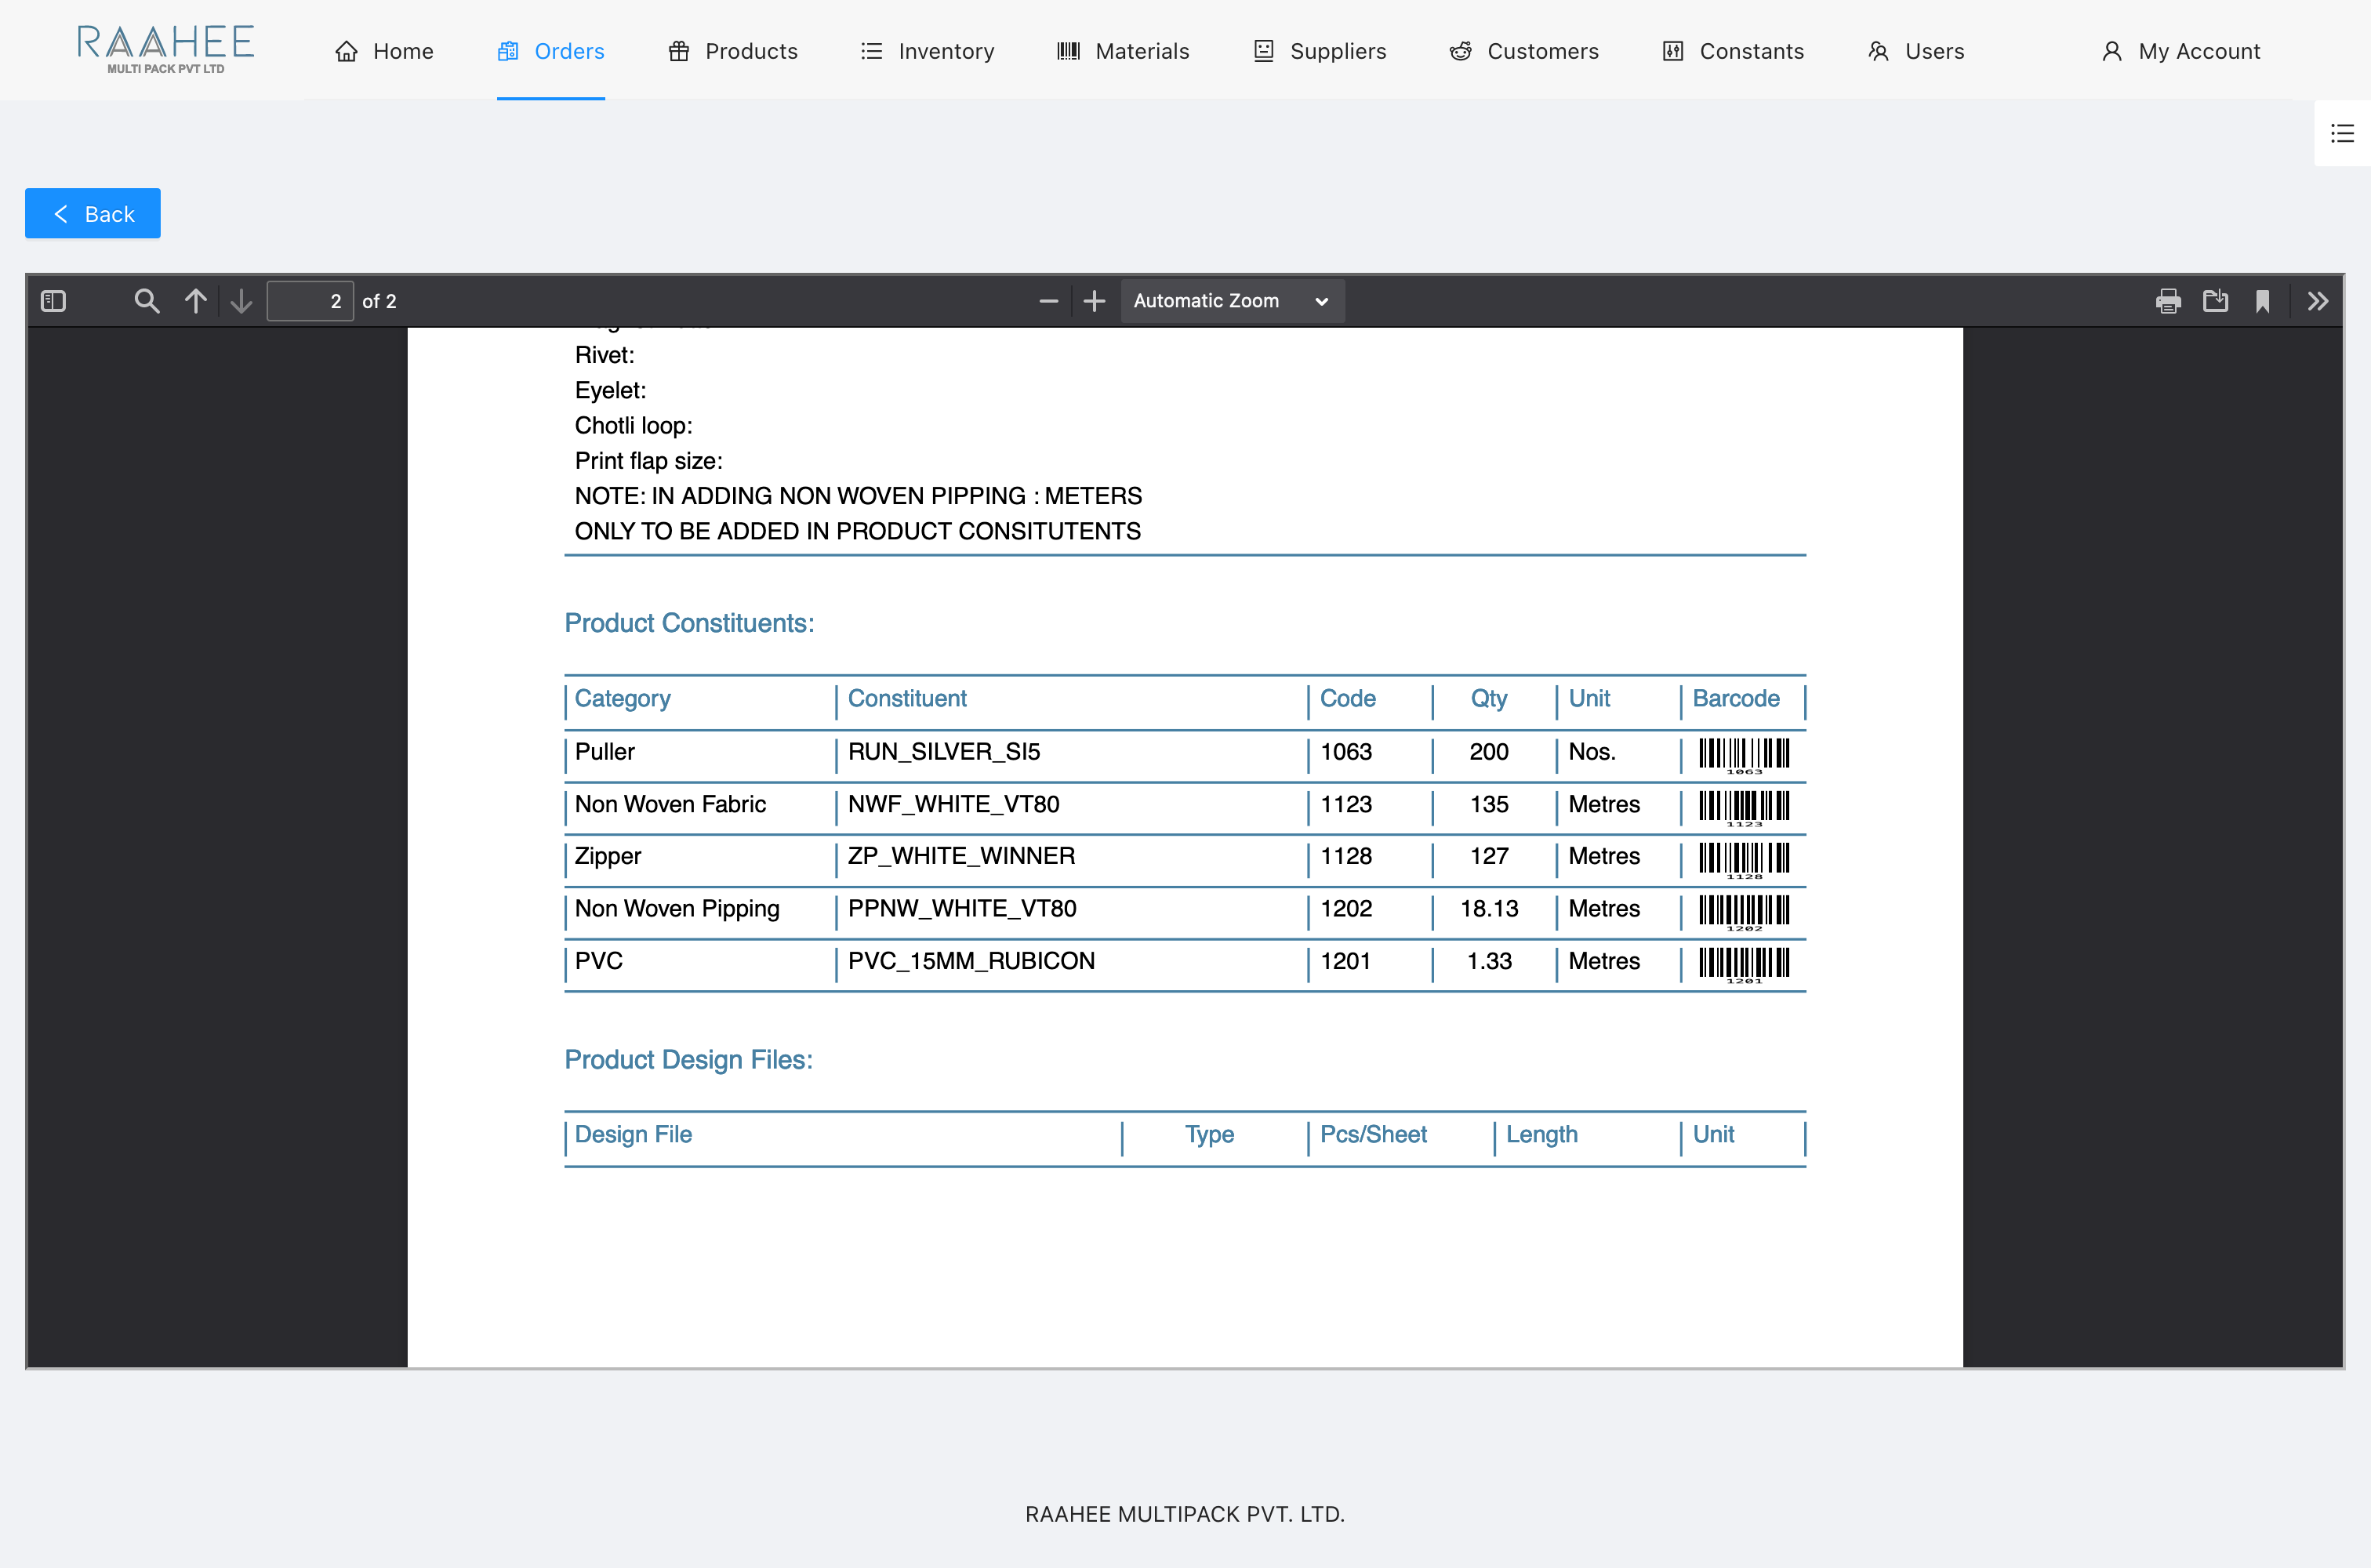 RAAHEE
MULTI PACK PVT LTD
Home
Orders
Products
Inventory
Materials
Suppliers
Customers
Constants
Users
My Account
Back
2 of 2
Automatic Zoom
Rivet:
Eyelet:
Chotli loop:
Print flap size:
NOTE: IN ADDING NON WOVEN PIPPING : METERS
ONLY TO BE ADDED IN PRODUCT CONSITUTENTS
Product Constituents:
Category Constituent Code Qty Unit Barcode
Puller RUN_SILVER_SI5 1063 200 Nos. 1063
Non Woven Fabric NWF_WHITE_VT80 1123 135 Metres 1123
Zipper ZP_WHITE_WINNER 1128 127 Metres 1128
Non Woven Pipping PPNW_WHITE_VT80 1202 18.13 Metres 1202
PVC PVC_15MM_RUBICON 1201 1.33 Metres 1201
Product Design Files:
Design File Type Pcs/Sheet Length Unit
RAAHEE MULTIPACK PVT. LTD.